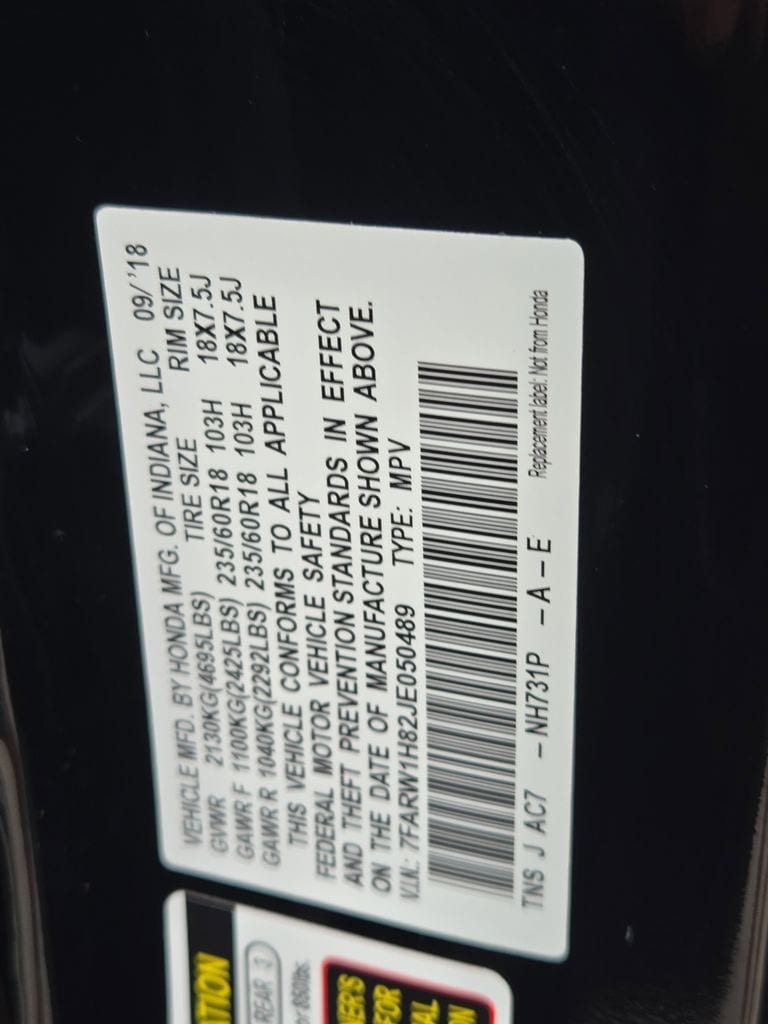 VEHICLE MFD. BY HONDA MFG. OF INDIANA, LLC 09/ '18
GVWR 2130KG(4695LBS) TIRE SIZE RIM SIZE
GAWR F 1100KG(2425LBS) 235/60R18 103H 18X7.5J
GAWR R 1040KG(2292LBS) 235/60R18 103H 18X7.5J
THIS VEHICLE CONFORMS TO ALL APPLICABLE
FEDERAL MOTOR VEHICLE SAFETY
AND THEFT PREVENTION STANDARDS IN EFFECT
ON THE DATE OF MANUFACTURE SHOWN ABOVE.
V.I.N.: 7FARW1H82JE050489 TYPE: MPV
TNS J AC7 – NH731P – A – E Replacement label: Not from Honda
REAR 3
FOR